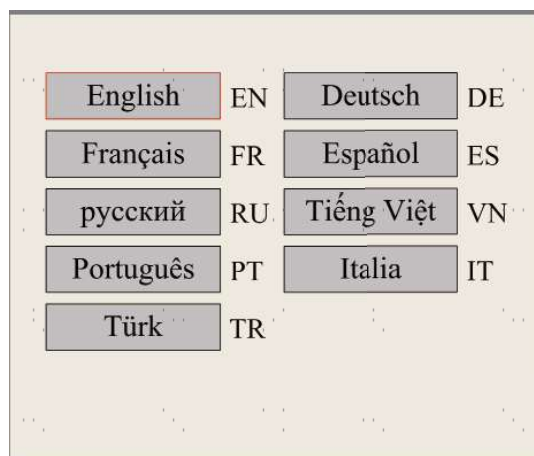 English EN Deutsch DE
Français FR Español ES
русский RU Tiếng Việt VN
Português PT Italia IT
Türk TR